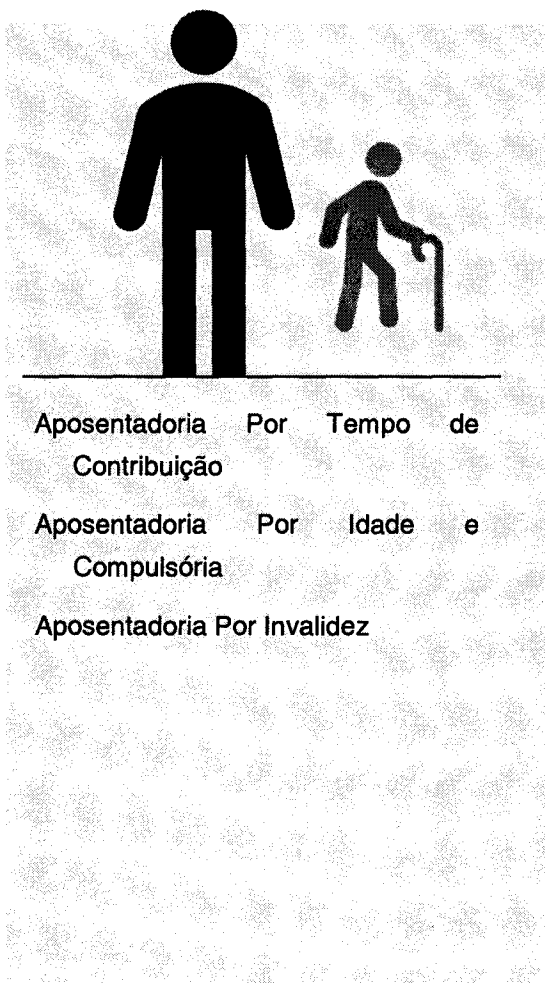 Aposentadoria Por Tempo de
Contribuição
Aposentadoria Por Idade e
Compulsória
Aposentadoria Por Invalidez